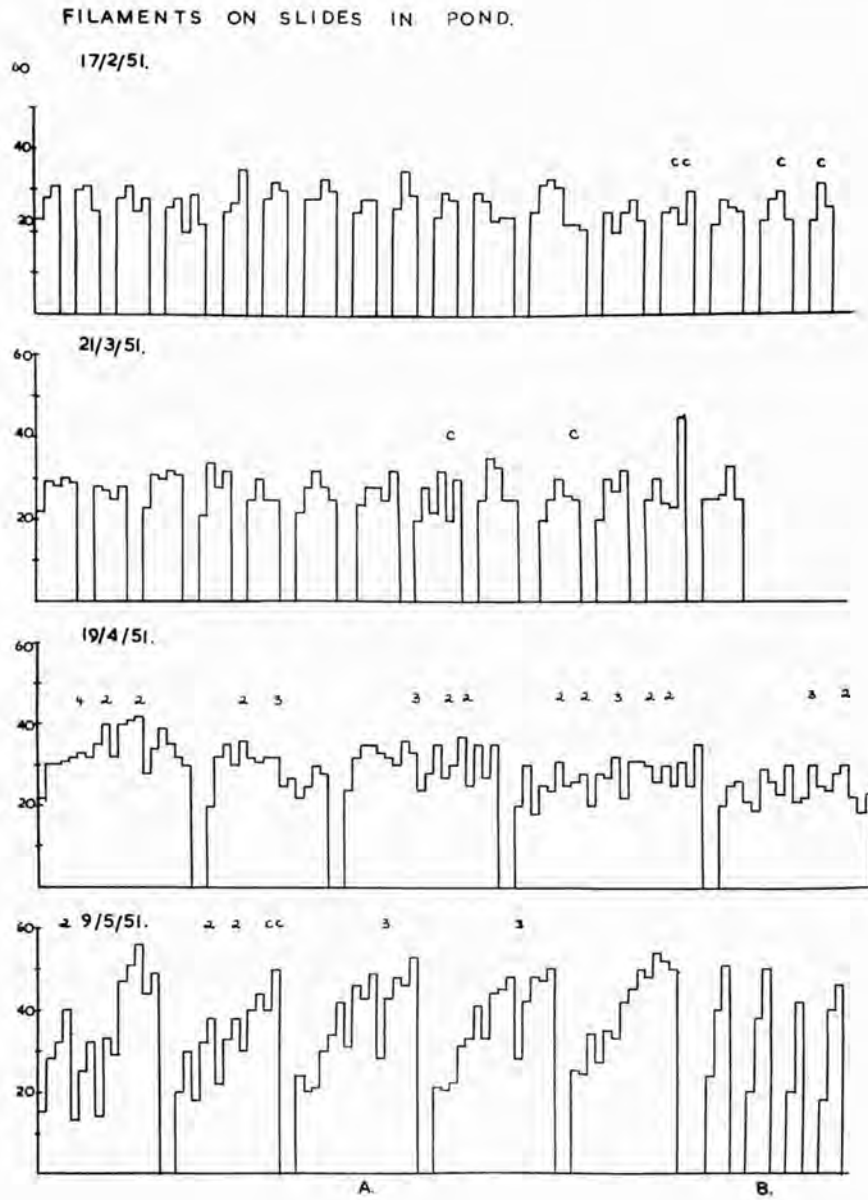 FILAMENTS ON SLIDES IN POND.
60 17/2/51.
40 c c c c
20
60 21/3/51.
40 c c
20
60 19/4/51.
4 2 2 2 3 3 2 2 2 2 3 2 2 3 2
40
20
60 2 9/5/51. 2 2 c c 3 3
40
20
A. B.